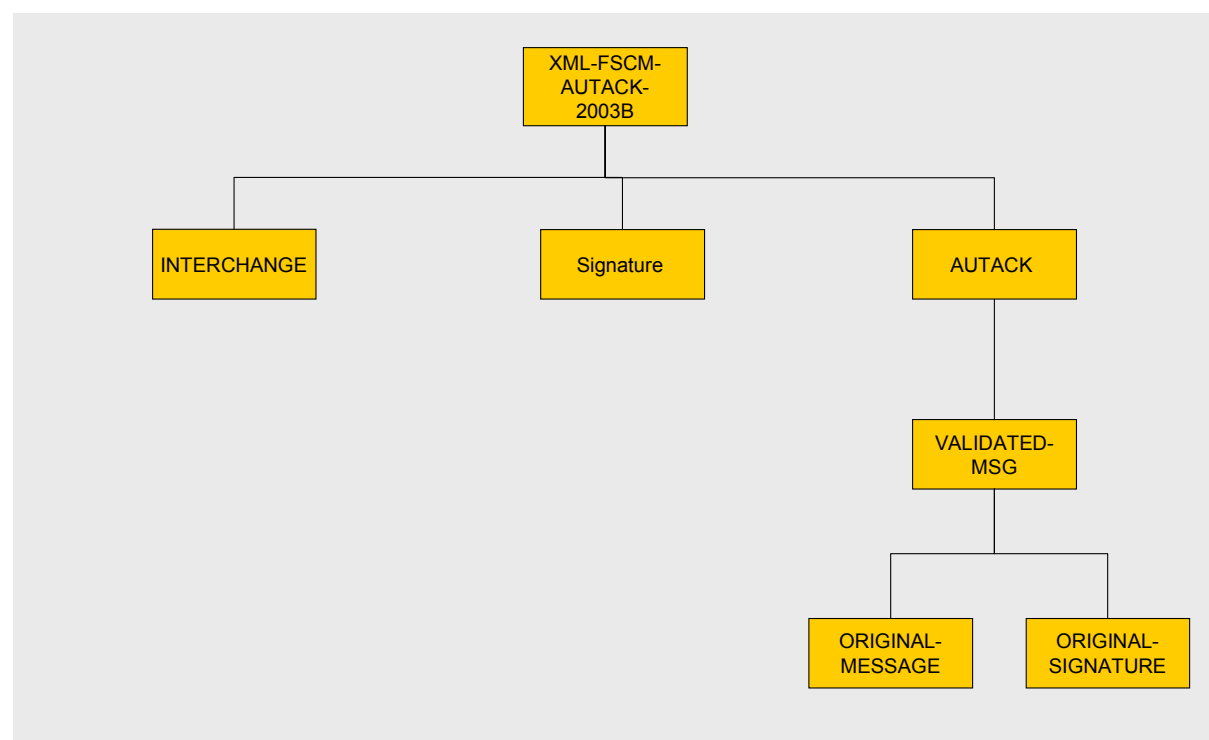 XML-FSCM-
AUTACK-
2003B
INTERCHANGE
Signature
AUTACK
VALIDATED-
MSG
ORIGINAL-
MESSAGE
ORIGINAL-
SIGNATURE